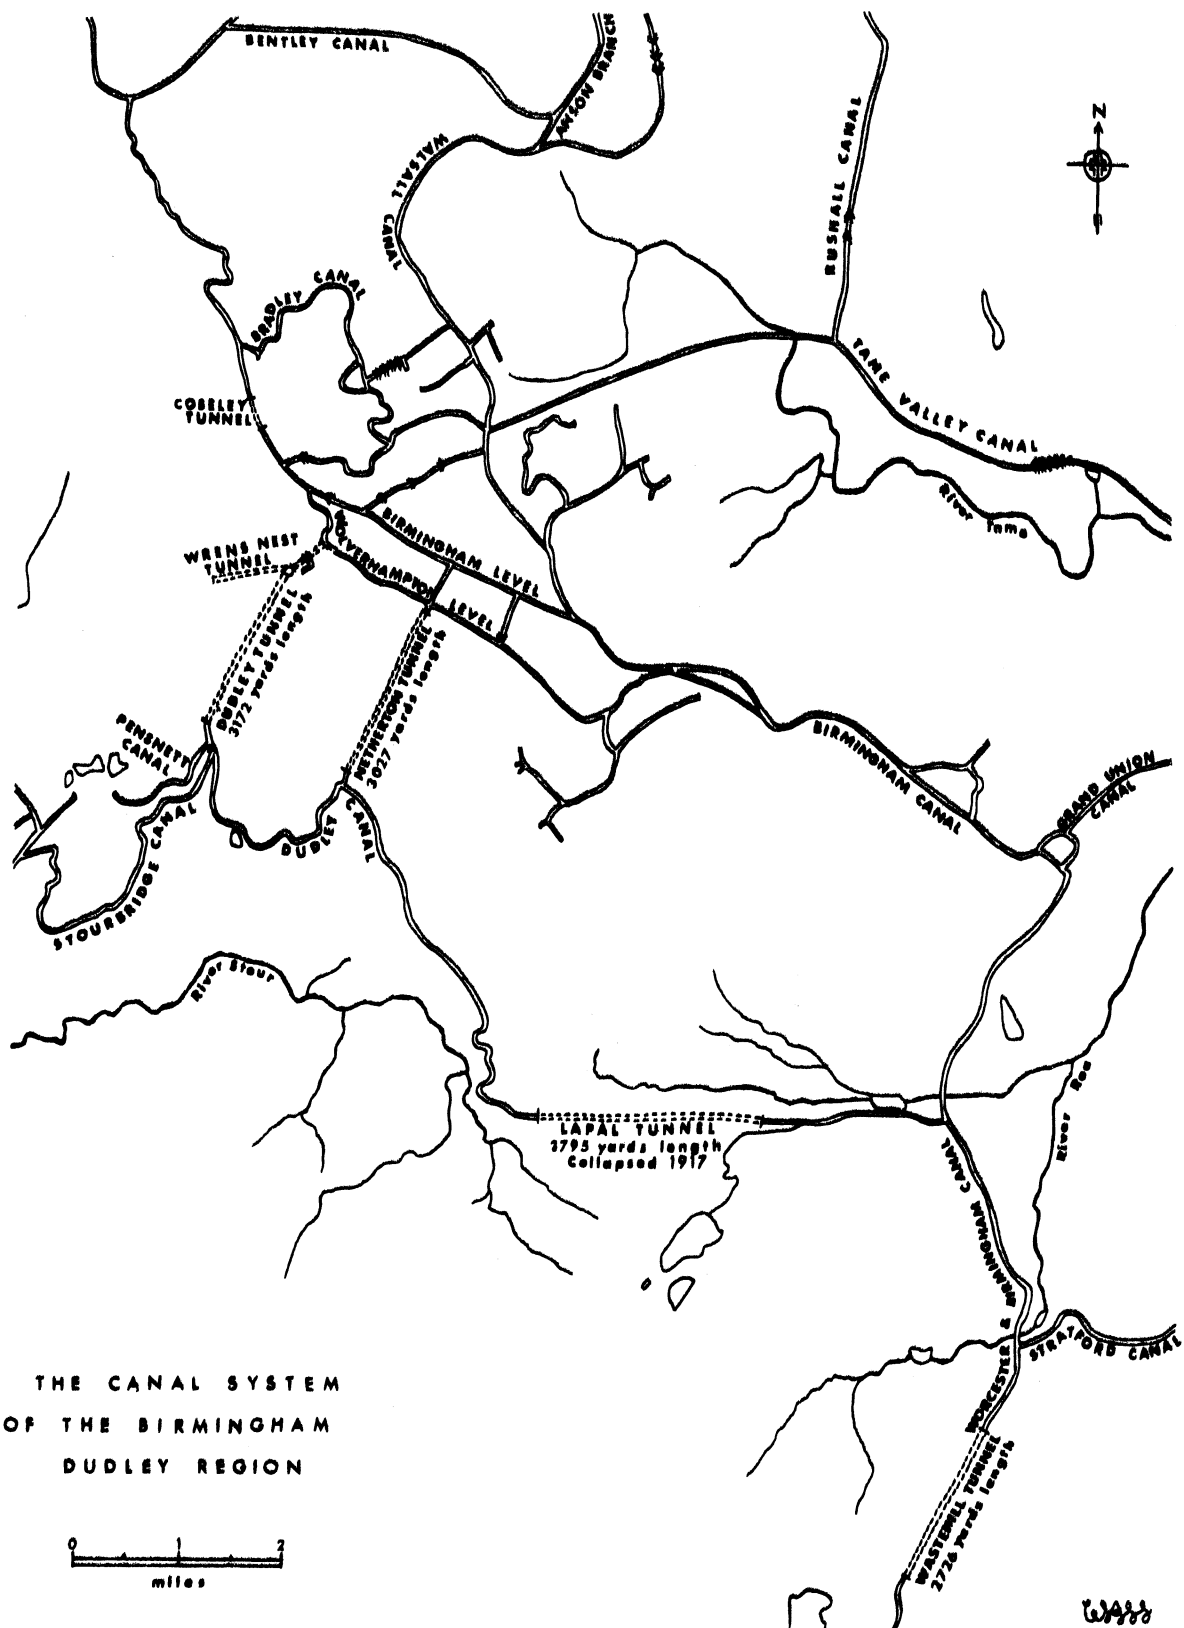 BENTLEY CANAL
ANSON BRANCH
WALSALL CANAL
RUSHALL CANAL
N
S
BRADLEY CANAL
COSELEY
TUNNEL
TAME VALLEY CANAL
River Tame
BIRMINGHAM LEVEL
WOLVERHAMPTON LEVEL
WRENS NEST
TUNNEL
DUDLEY TUNNEL
3172 yards length
NETHERTON TUNNEL
3027 yards length
PENSNETT
CANAL
STOURBRIDGE CANAL
DUDLEY CANAL
BIRMINGHAM CANAL
GRAND UNION
CANAL
River Stour
River Rea
LAPAL TUNNEL
3795 yards length
Collapsed 1917
WORCESTER & BIRMINGHAM CANAL
STRATFORD CANAL
WASTEHILL TUNNEL
2726 yards length
THE CANAL SYSTEM
OF THE BIRMINGHAM
DUDLEY REGION
0 1 2
miles